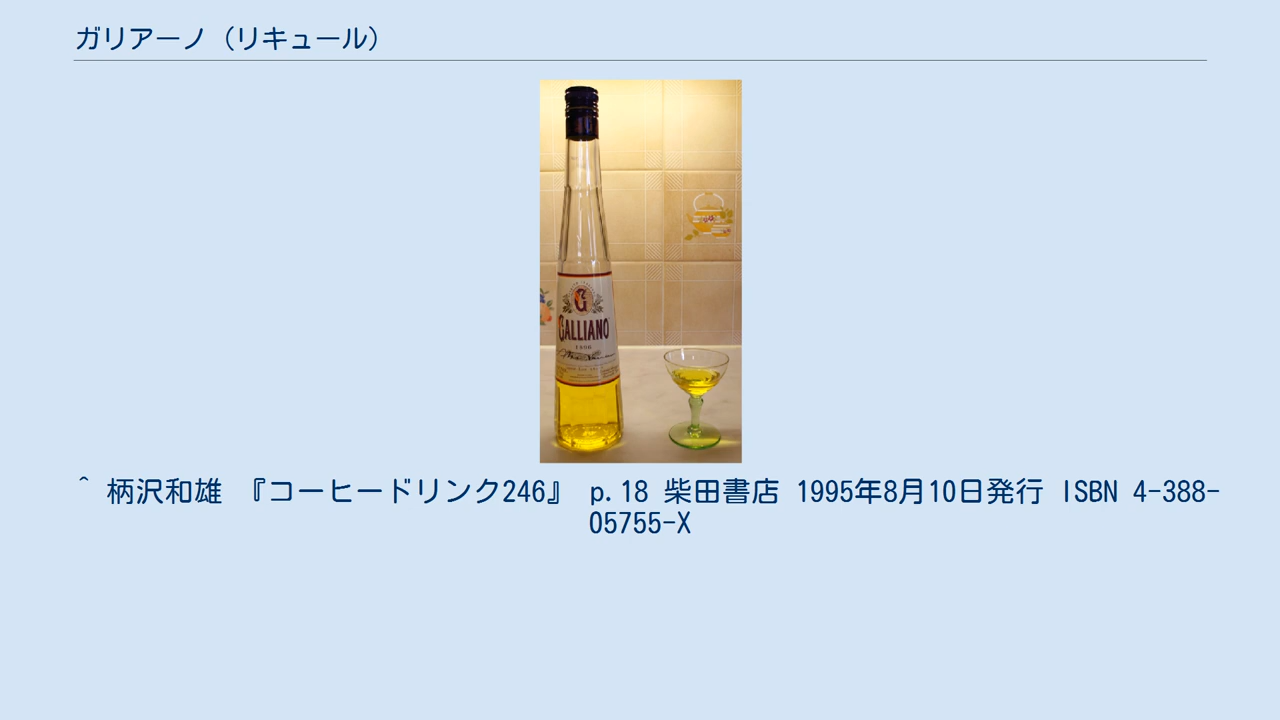 ガリアーノ (リキュール)
G
GALLIANO
1896
^ 柄沢和雄 『コーヒードリンク246』 p.18 柴田書店 1995年8月10日発行 ISBN 4-388-
05755-X